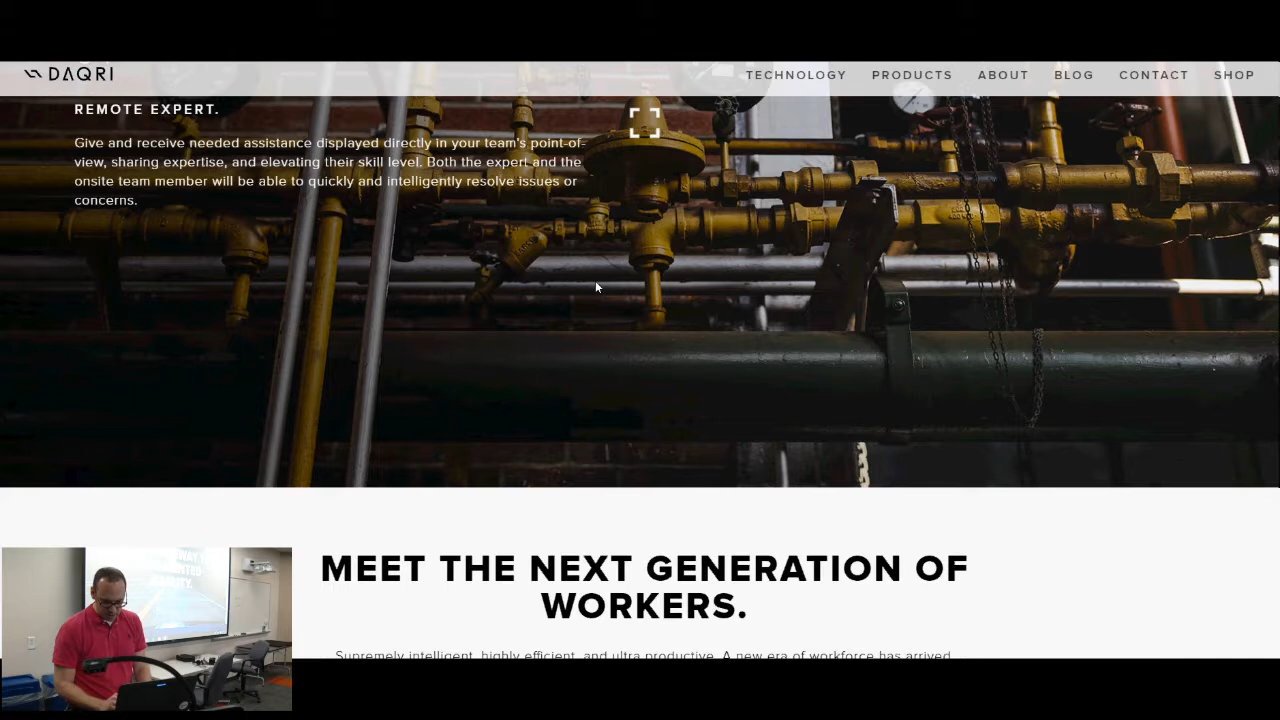 DAQRI
TECHNOLOGY PRODUCTS ABOUT BLOG CONTACT SHOP
REMOTE EXPERT.
Give and receive needed assistance displayed directly in your team's point-of-
view, sharing expertise, and elevating their skill level. Both the expert and the
onsite team member will be able to quickly and intelligently resolve issues or
concerns.
MEET THE NEXT GENERATION OF
WORKERS.
Supremely intelligent, highly efficient, and ultra productive. A new era of workforce has arrived